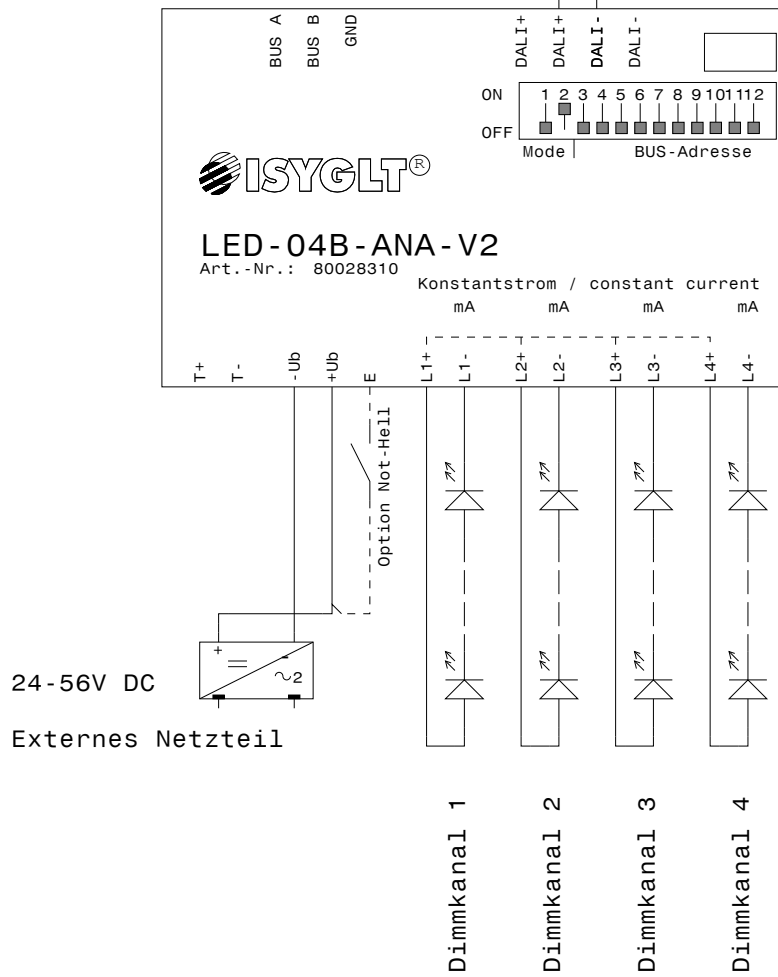 BUS A
BUS B
GND
DALI+
DALI+
DALI-
DALI-
ON
1 2 3 4 5 6 7 8 9 10 11 12
OFF
Mode
BUS-Adresse
ISYGLT®
LED-04B-ANA-V2
Art.-Nr.: 80028310
Konstantstrom / constant current
mA mA mA mA
T+
T-
-Ub
+Ub
E
L1+
L1-
L2+
L2-
L3+
L3-
L4+
L4-
Option Not-Hell
+ -
~2
24-56V DC
Externes Netzteil
Dimmkanal 1
Dimmkanal 2
Dimmkanal 3
Dimmkanal 4